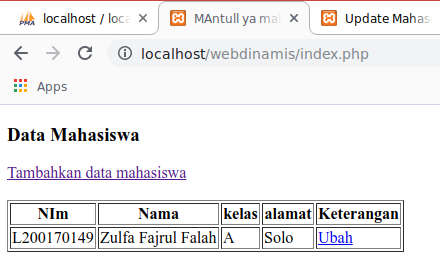 localhost / loca
MAntull ya mal
Update Mahas
localhost/webdinamis/index.php
Apps
Data Mahasiswa
Tambahkan data mahasiswa
NIm Nama kelas alamat Keterangan
L200170149 Zulfa Fajrul Falah A Solo Ubah